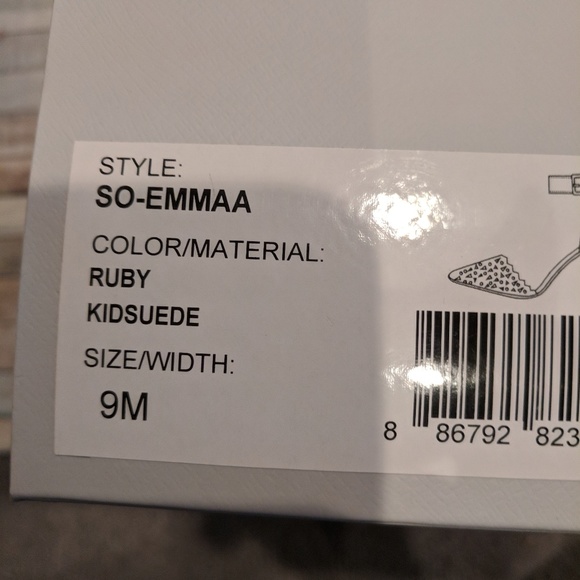 STYLE:
SO-EMMAA
COLOR/MATERIAL:
RUBY
KIDSUEDE
SIZE/WIDTH:
9M
8 86792 823